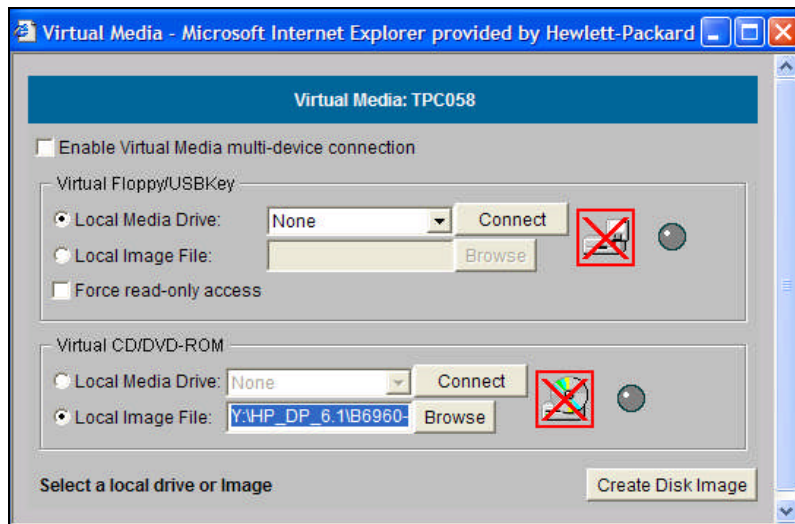 Virtual Media - Microsoft Internet Explorer provided by Hewlett-Packard
Virtual Media: TPC058
Enable Virtual Media multi-device connection
Virtual Floppy/USBKey
Local Media Drive: None Connect
Local Image File: Browse
Force read-only access
Virtual CD/DVD-ROM
Local Media Drive: None Connect
Local Image File: Y:\HP_DP_6.1\B6960- Browse
Select a local drive or Image Create Disk Image